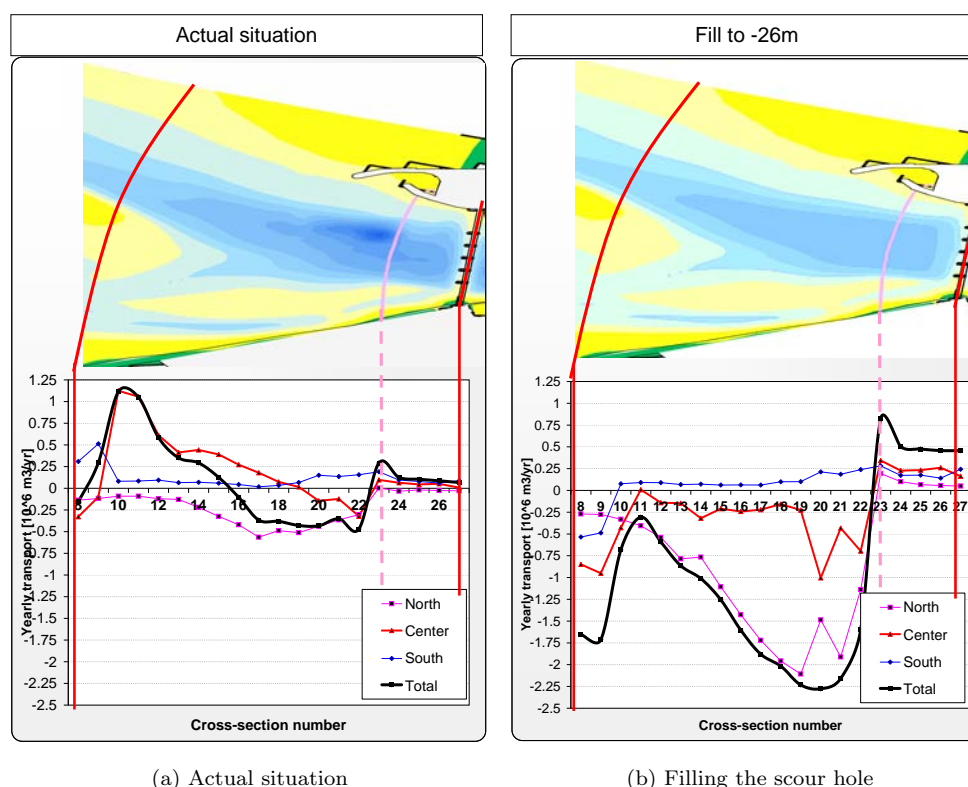 Actual situation
Fill to -26m
1.25
1
0.75
0.5
0.25
0
-0.25
-0.5
-0.75
-1
-1.25
-1.5
-1.75
-2
-2.25
-2.5
8 10 12 14 16 18 20 22 24 26
Yearly transport [10^6 m3/yr]
North
Center
South
Total
Cross-section number
1.25
1
0.75
0.5
0.25
0
-0.25
-0.5
-0.75
-1
-1.25
-1.5
-1.75
-2
-2.25
-2.5
8 9 10 11 12 13 14 15 16 17 18 19 20 21 22 23 24 25 26 27
Yearly transport [10^6 m3/yr]
North
Center
South
Total
Cross-section number
(a) Actual situation
(b) Filling the scour hole